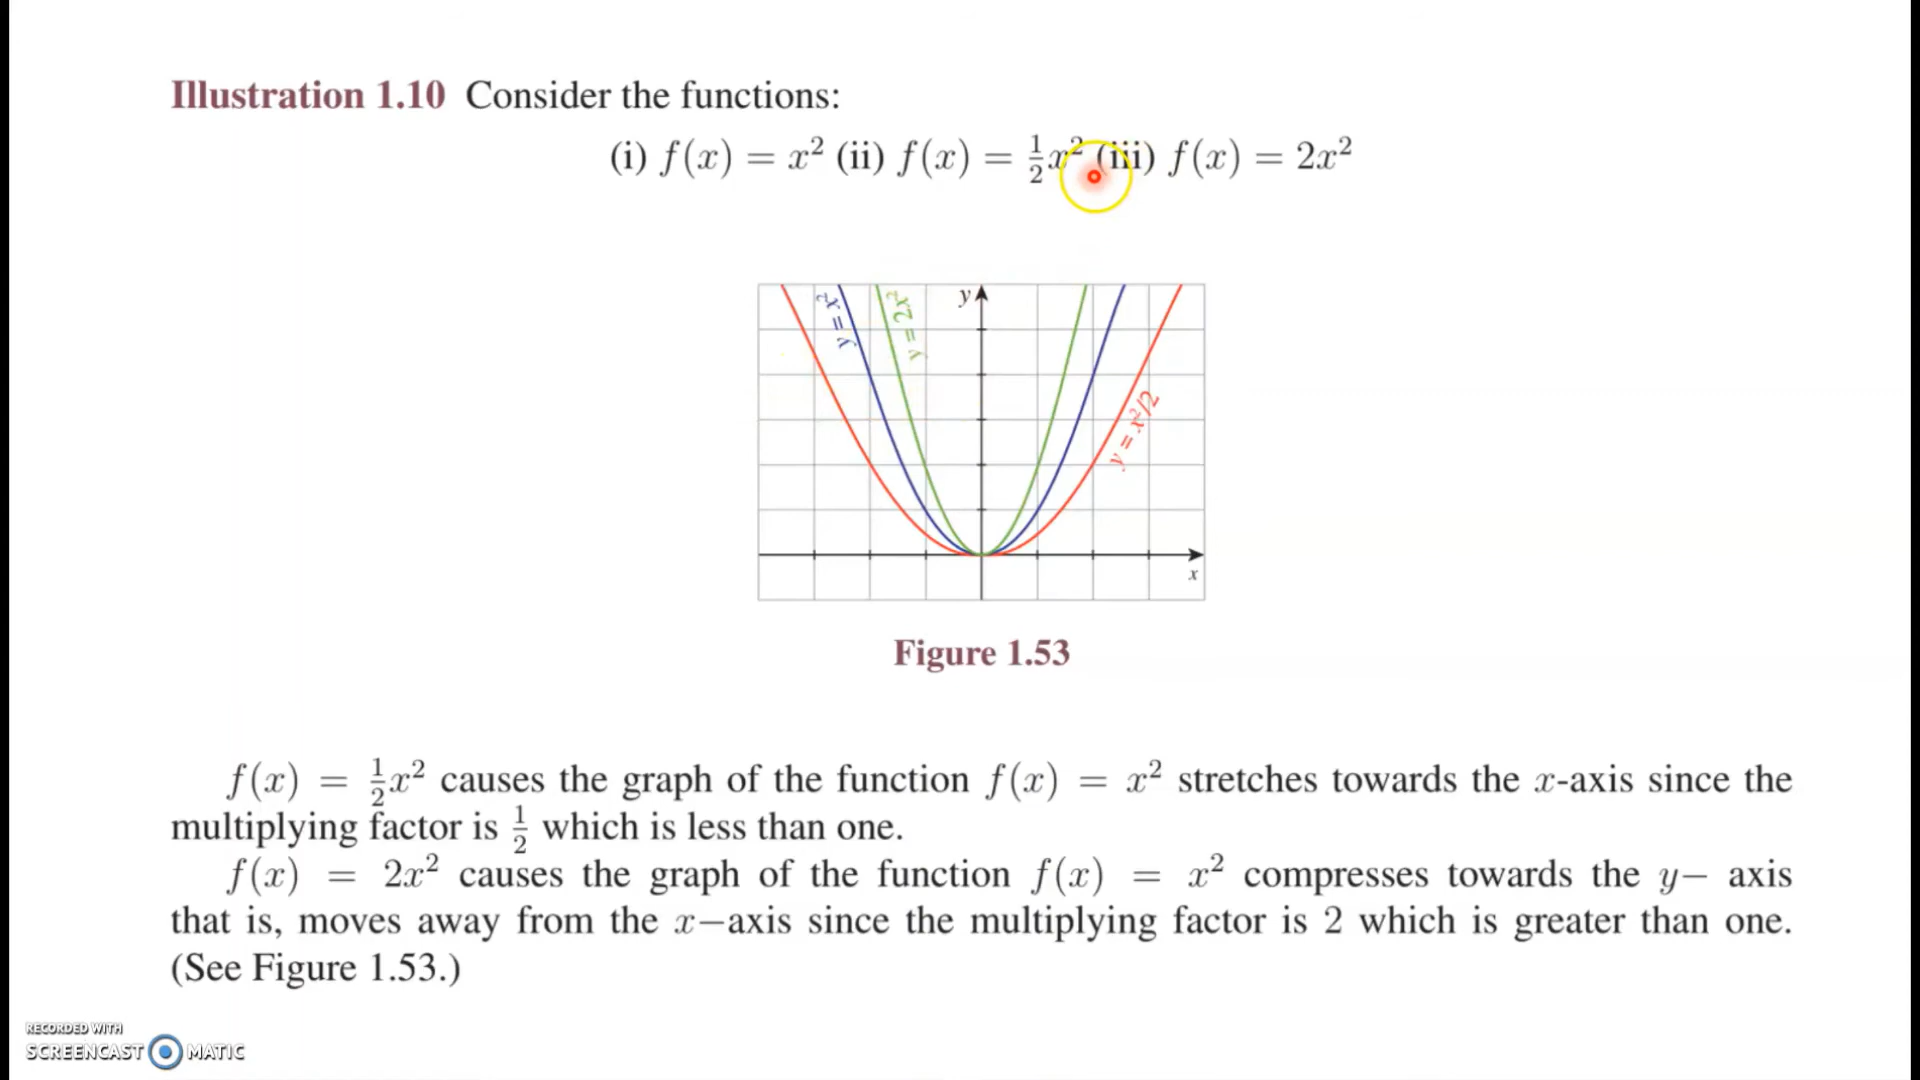 Illustration 1.10 Consider the functions:
(i) f(x) = x² (ii) f(x) = ½x² (iii) f(x) = 2x²
y = x²
y = 2x²
y
y = x²/2
x
Figure 1.53
f(x) = ½x² causes the graph of the function f(x) = x² stretches towards the x-axis since the
multiplying factor is ½ which is less than one.
f(x) = 2x² causes the graph of the function f(x) = x² compresses towards the y− axis
that is, moves away from the x−axis since the multiplying factor is 2 which is greater than one.
(See Figure 1.53.)
RECORDED WITH
SCREENCAST MATIC